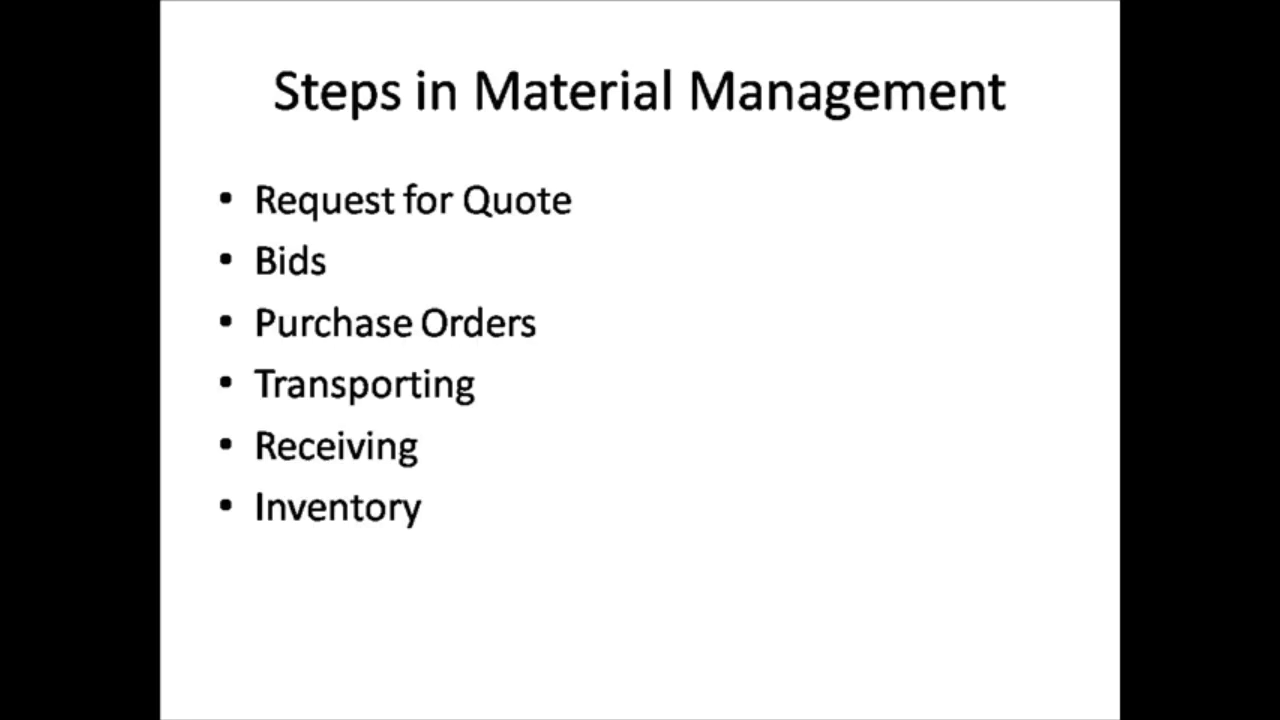 Steps in Material Management
• Request for Quote
• Bids
• Purchase Orders
• Transporting
• Receiving
• Inventory